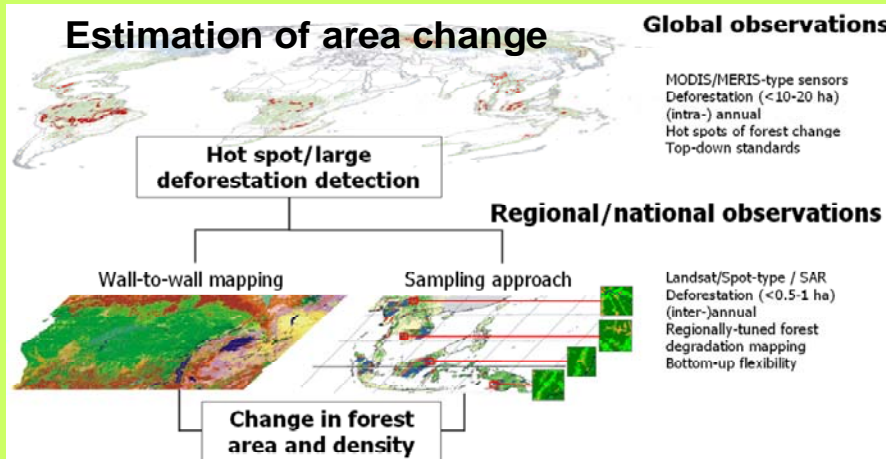 Estimation of area change
Global observations
MODIS/MERIS-type sensors
Deforestation (<10-20 ha)
(intra-) annual
Hot spots of forest change
Top-down standards
Hot spot/large
deforestation detection
Regional/national observations
Wall-to-wall mapping
Sampling approach
Landsat/Spot-type / SAR
Deforestation (<0.5-1 ha)
(inter-)annual
Regionally-tuned forest
degradation mapping
Bottom-up flexibility
Change in forest
area and density